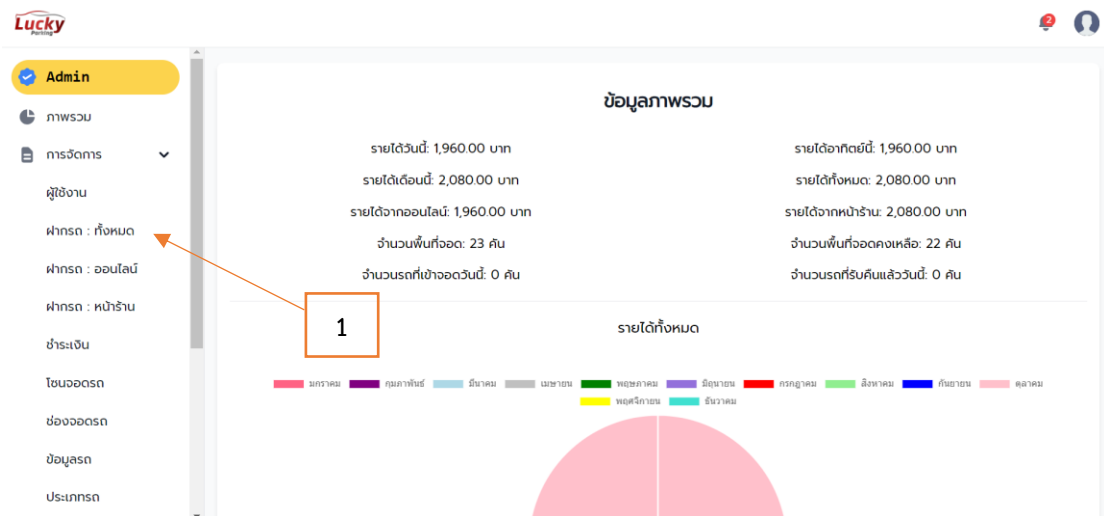 Lucky
Parking
2
Admin
ภาพรวม
การจัดการ
ผู้ใช้งาน
ฝากรถ : ทั้งหมด
ฝากรถ : ออนไลน์
ฝากรถ : หน้าร้าน
ชำระเงิน
โซนจอดรถ
ช่องจอดรถ
ข้อมูลรถ
ประเภทรถ
1
ข้อมูลภาพรวม
รายได้วันนี้: 1,960.00 บาท
รายได้อาทิตย์นี้: 1,960.00 บาท
รายได้เดือนนี้: 2,080.00 บาท
รายได้ทั้งหมด: 2,080.00 บาท
รายได้จากออนไลน์: 1,960.00 บาท
รายได้จากหน้าร้าน: 2,080.00 บาท
จำนวนพื้นที่จอด: 23 คัน
จำนวนพื้นที่จอดคงเหลือ: 22 คัน
จำนวนรถที่เข้าจอดวันนี้: 0 คัน
จำนวนรถที่รับคืนแล้ววันนี้: 0 คัน
รายได้ทั้งหมด
มกราคม กุมภาพันธ์ มีนาคม เมษายน พฤษภาคม มิถุนายน กรกฎาคม สิงหาคม กันยายน ตุลาคม
พฤศจิกายน ธันวาคม